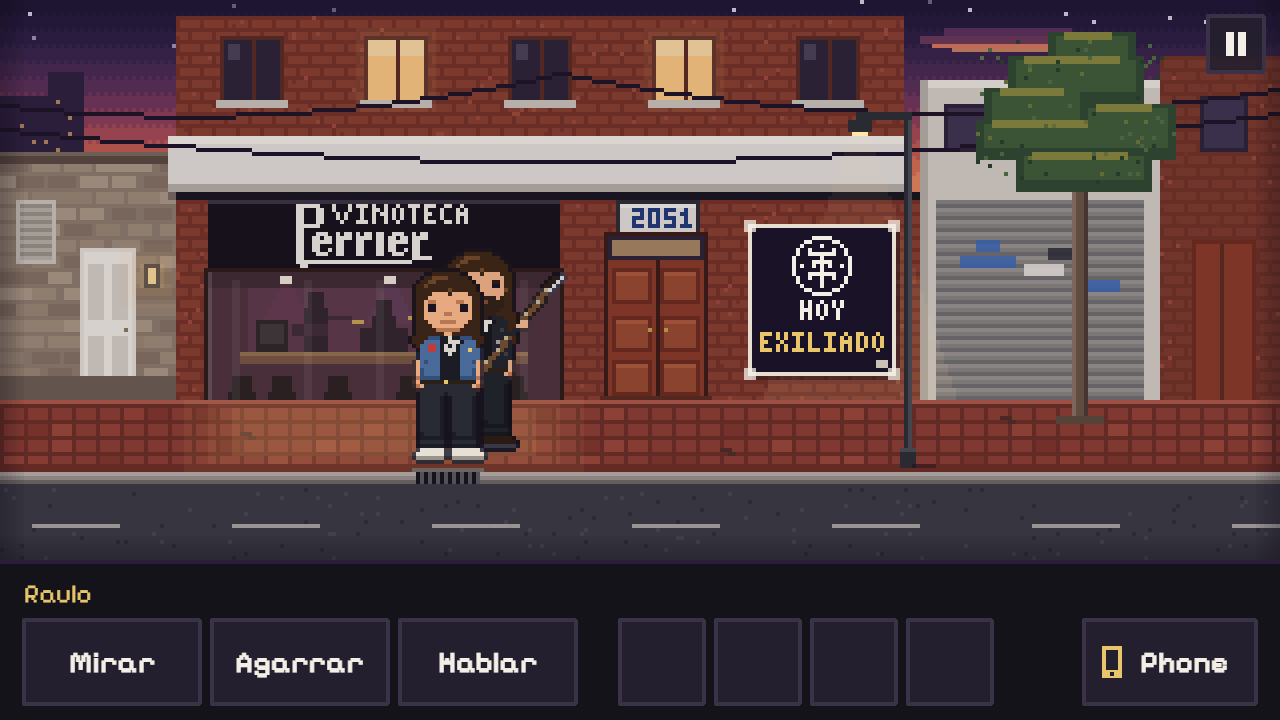 VINOTECA
Perrier
2051
HOY
EXILIADO
Raulo
Mirar
Agarrar
Hablar
Phone